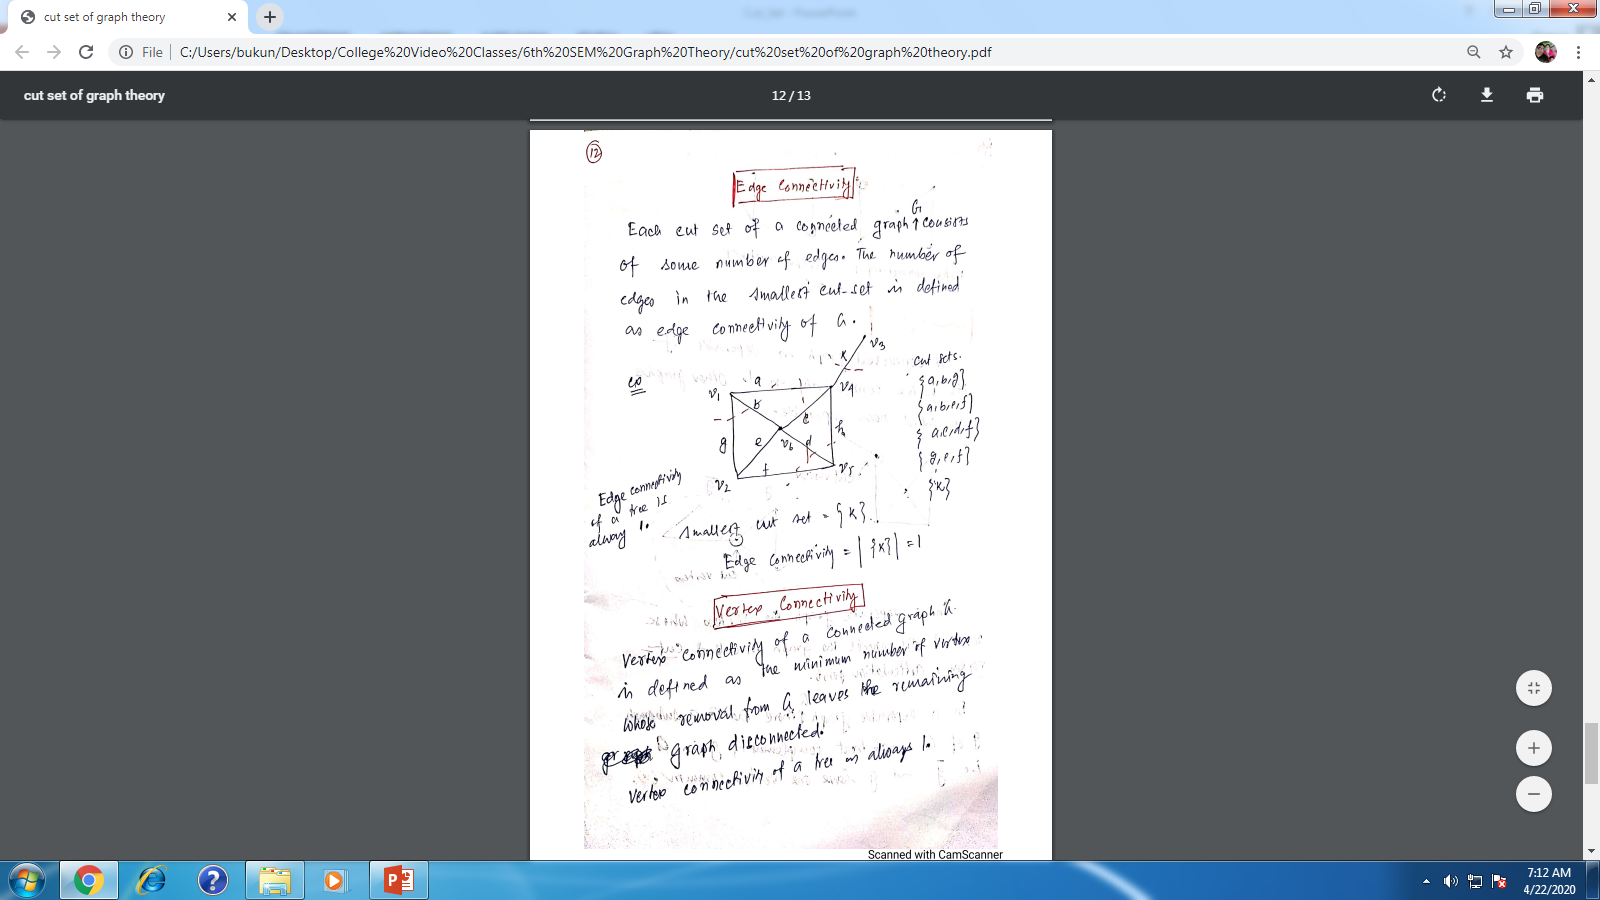 cut set of graph theory
File
C:/Users/bukun/Desktop/College%20Video%20Classes/6th%20SEM%20Graph%20Theory/cut%20set%20of%20graph%20theory.pdf
cut set of graph theory
12 / 13
12
Edge Connectivity
G
Each cut set of a connected graph ↑ consists
of some number of edges. The number of
edges in the smallest cut-set is defined
as edge connectivity of G.
V3
K
a
V1
V4
b
c
g
e
V6
d
h
f
V2
V5
cut sets.
{a,b,g}
{a,b,e,f}
{a,c,d,f}
{g,e,f}
{K}
Edge connectivity
of a tree is
alway 1.
Smallest cut set = {K}.
Edge connectivity = |{K}| = 1
Vertex Connectivity
Vertex connectivity of a connected graph G.
is defined as the minimum number of vertex
whose removal from G leaves the remaining
graph disconnected.
Vertex connectivity of a tree is always 1.
Scanned with CamScanner
7:12 AM
4/22/2020